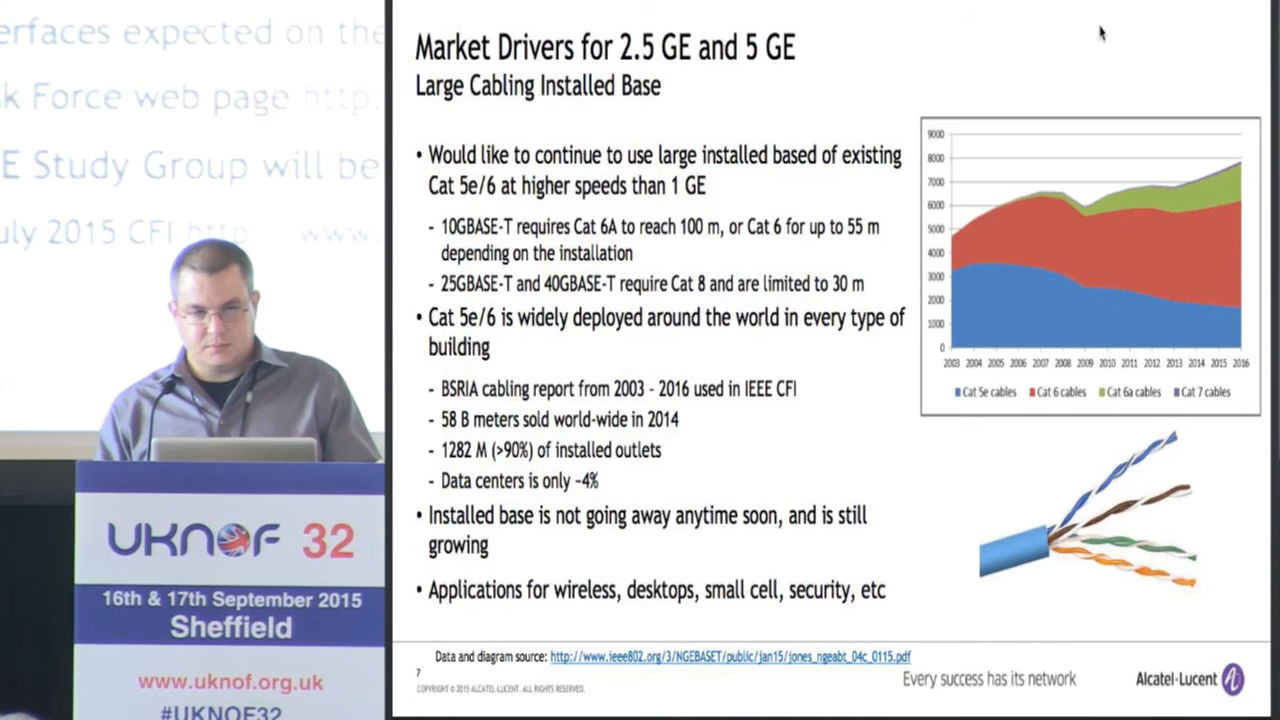 erfaces expected on the
k Force web page http:
E Study Group will be
uly 2015 CFI http: www.
UKNOF 32
16th & 17th September 2015
Sheffield
www.uknof.org.uk
#UKNOF32
Market Drivers for 2.5 GE and 5 GE
Large Cabling Installed Base
• Would like to continue to use large installed based of existing
Cat 5e/6 at higher speeds than 1 GE
- 10GBASE-T requires Cat 6A to reach 100 m, or Cat 6 for up to 55 m
depending on the installation
- 25GBASE-T and 40GBASE-T require Cat 8 and are limited to 30 m
• Cat 5e/6 is widely deployed around the world in every type of
building
- BSRIA cabling report from 2003 - 2016 used in IEEE CFI
- 58 B meters sold world-wide in 2014
- 1282 M (>90%) of installed outlets
- Data centers is only ~4%
• Installed base is not going away anytime soon, and is still
growing
• Applications for wireless, desktops, small cell, security, etc
9000
8000
7000
6000
5000
4000
3000
2000
1000
0
2003 2004 2005 2006 2007 2008 2009 2010 2011 2012 2013 2014 2015 2016
Cat 5e cables Cat 6 cables Cat 6a cables Cat 7 cables
Data and diagram source: http://www.ieee802.org/3/NGEBASET/public/jan15/jones_ngeabt_04c_0115.pdf
7
COPYRIGHT © 2015 ALCATEL-LUCENT. ALL RIGHTS RESERVED.
Every success has its network
Alcatel·Lucent